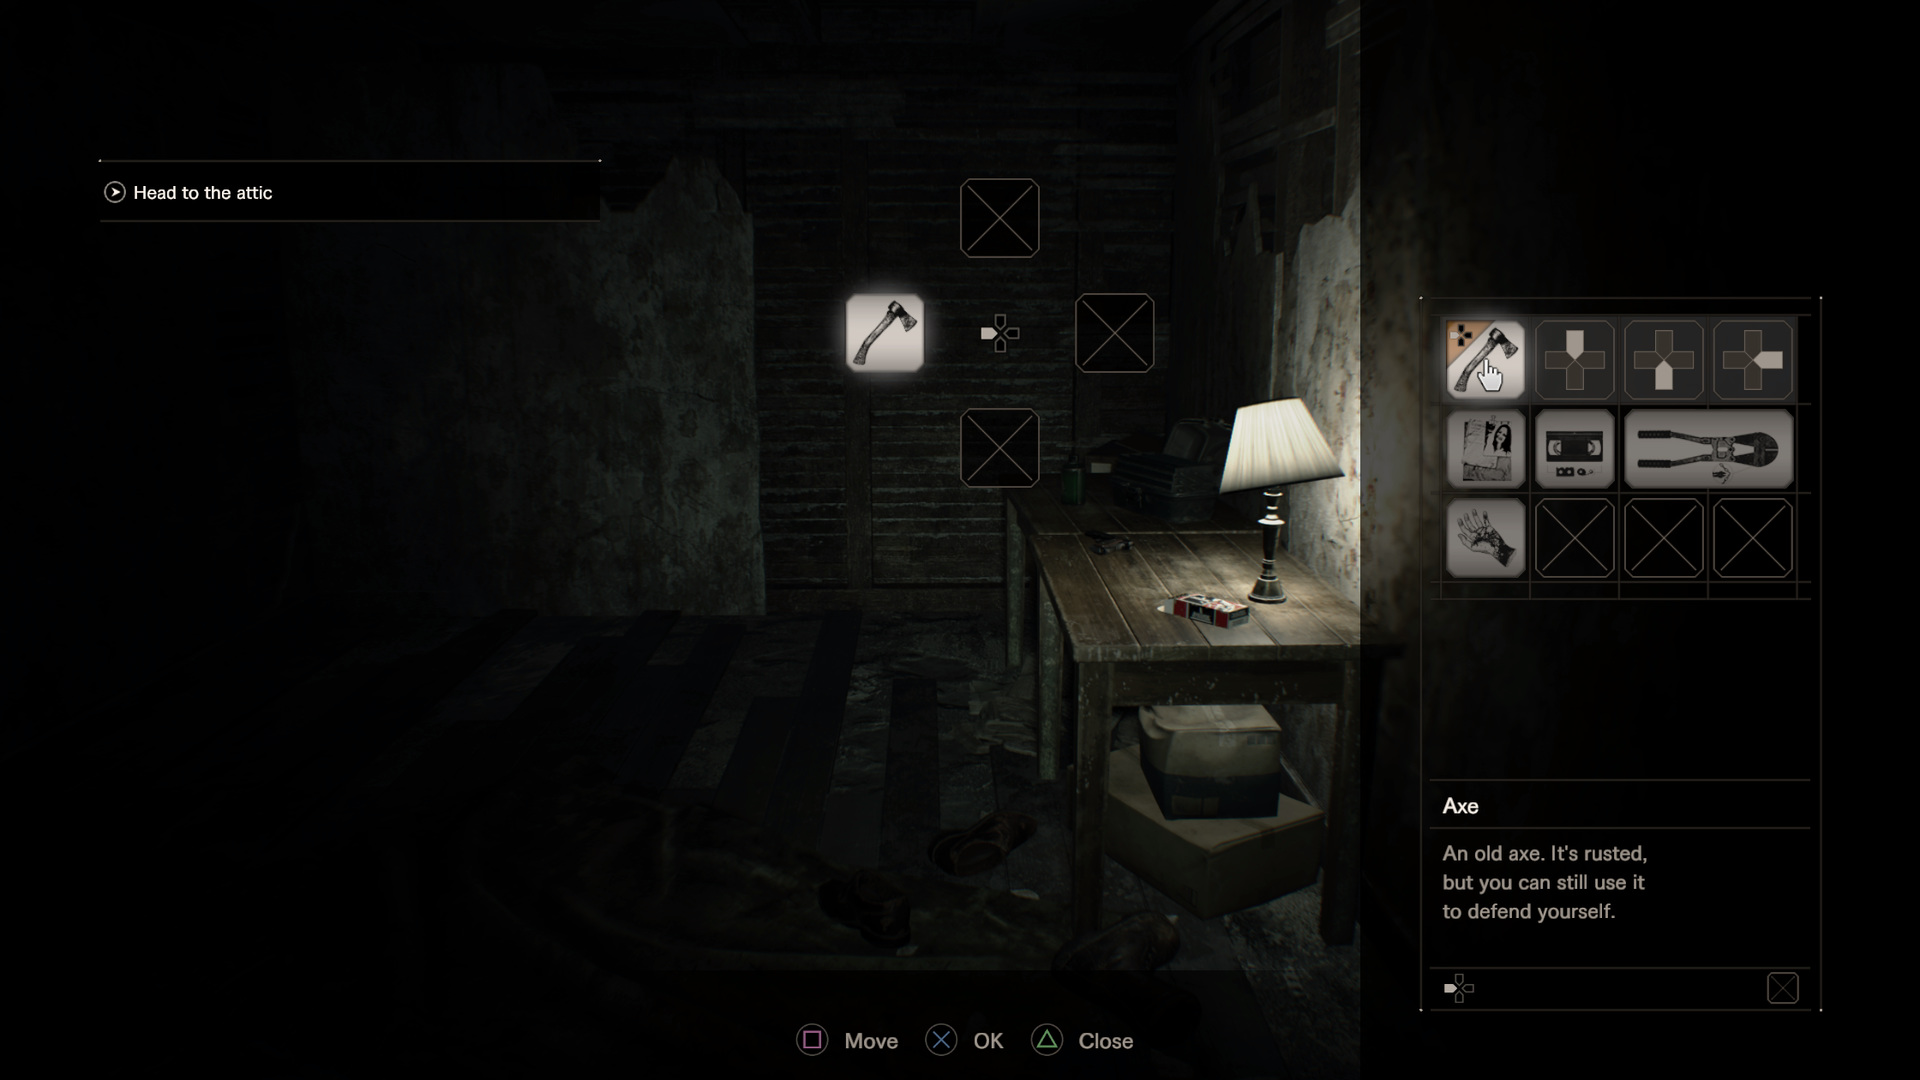 Head to the attic
Axe
An old axe. It's rusted,
but you can still use it
to defend yourself.
Move
OK
Close